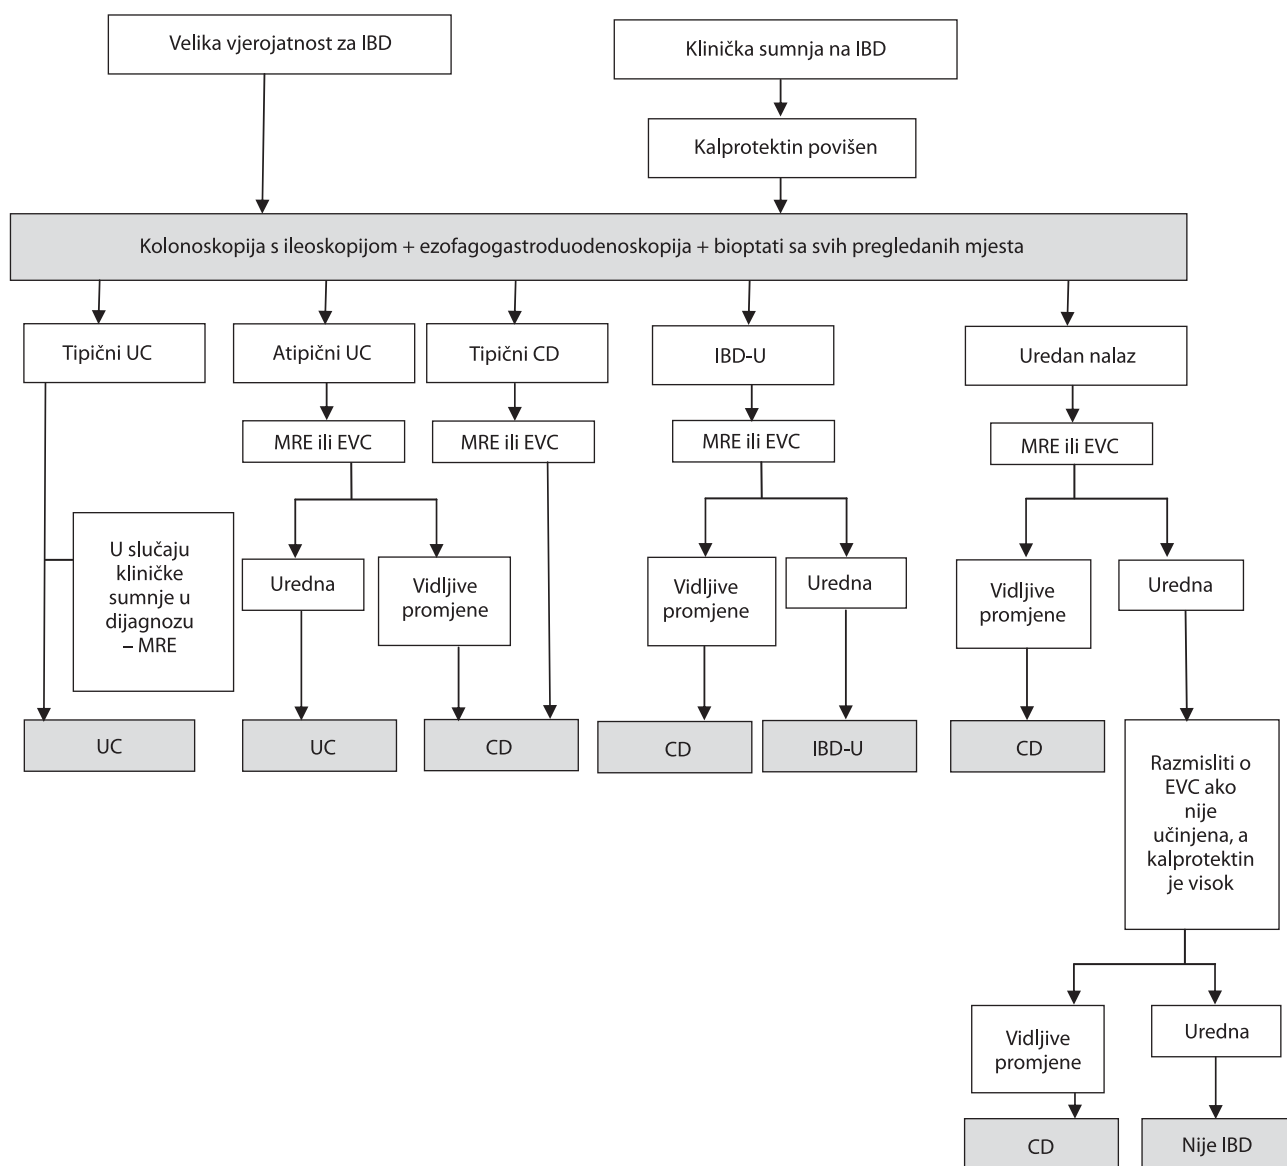 Velika vjerojatnost za IBD
Klinička sumnja na IBD
Kalprotektin povišen
Kolonoskopija s ileoskopijom + ezofagogastroduodenoskopija + bioptati sa svih pregledanih mjesta
Tipični UC
Atipični UC
Tipični CD
IBD-U
Uredan nalaz
MRE ili EVC
MRE ili EVC
MRE ili EVC
MRE ili EVC
U slučaju
kliničke
sumnje u
dijagnozu
– MRE
Uredna
Vidljive
promjene
Vidljive
promjene
Uredna
Vidljive
promjene
Uredna
UC
UC
CD
CD
IBD-U
CD
Razmisliti o
EVC ako
nije
učinjena, a
kalprotektin
je visok
Vidljive
promjene
Uredna
CD
Nije IBD